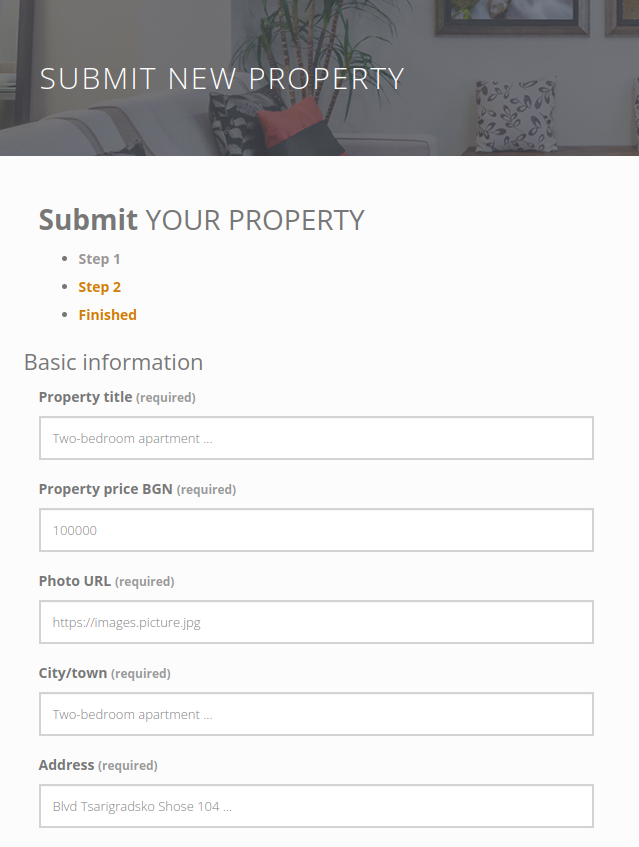 SUBMIT NEW PROPERTY
Submit YOUR PROPERTY
Step 1
Step 2
Finished
Basic information
Property title (required)
Two-bedroom apartment ...
Property price BGN (required)
100000
Photo URL (required)
https://images.picture.jpg
City/town (required)
Two-bedroom apartment ...
Address (required)
Blvd Tsarigradsko Shose 104 ...